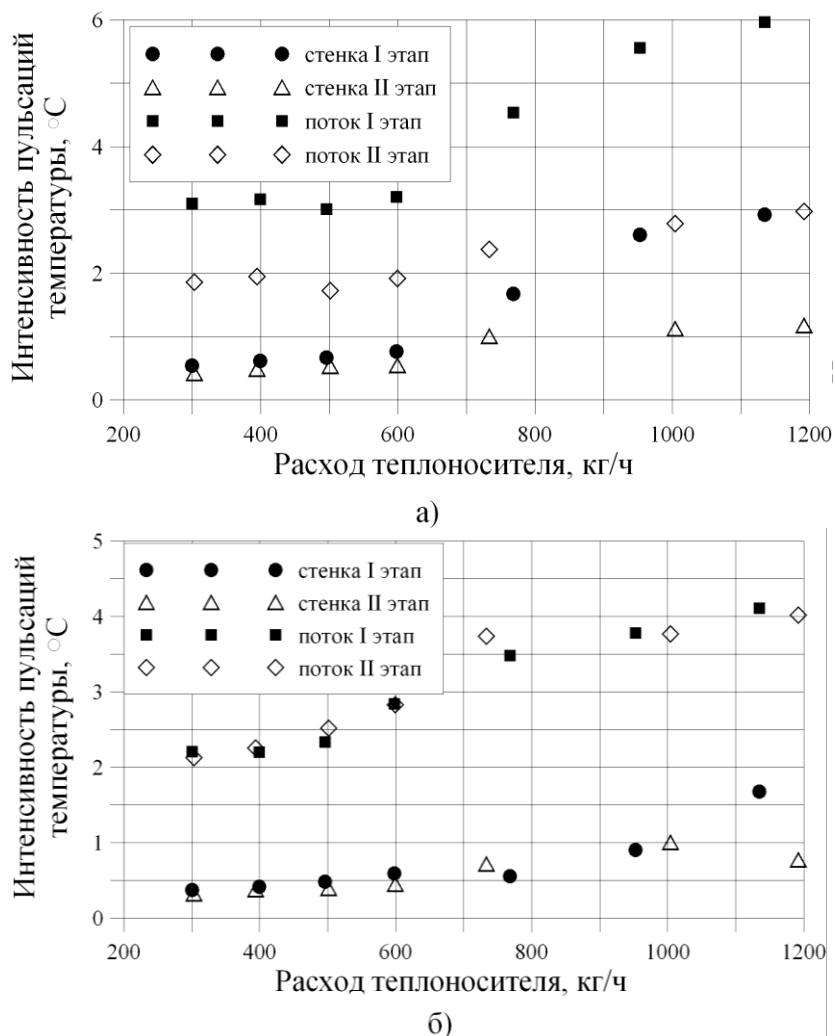 Интенсивность пульсаций
температуры, °C
6
4
2
0
стенка I этап
стенка II этап
поток I этап
поток II этап
200 400 600 800 1000 1200
Расход теплоносителя, кг/ч
а)
Интенсивность пульсаций
температуры, °C
5
4
3
2
1
0
стенка I этап
стенка II этап
поток I этап
поток II этап
200 400 600 800 1000 1200
Расход теплоносителя, кг/ч
б)